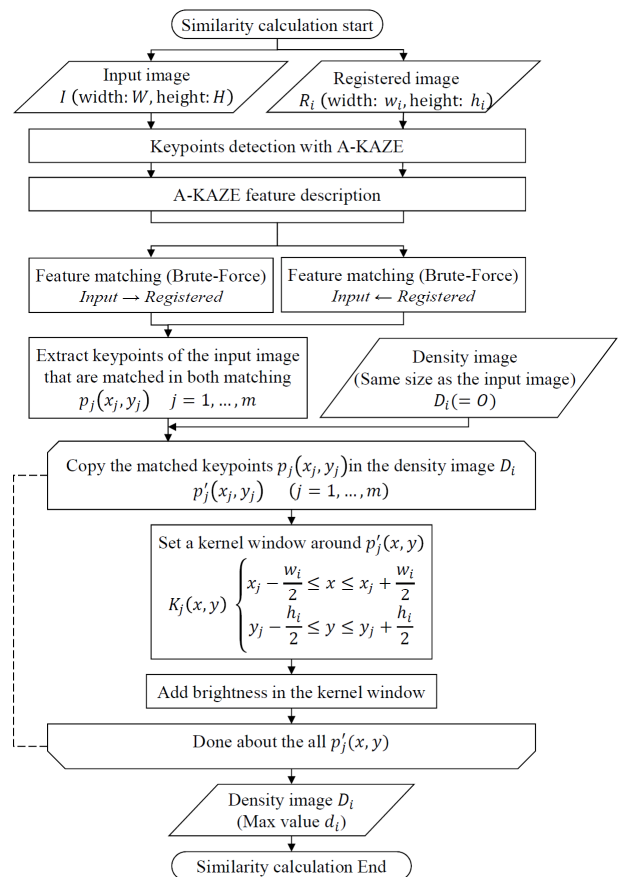 Similarity calculation start
Input image
I (width: W, height: H)
Registered image
R_i (width: w_i, height: h_i)
Keypoints detection with A-KAZE
A-KAZE feature description
Feature matching (Brute-Force)
Input → Registered
Feature matching (Brute-Force)
Input ← Registered
Extract keypoints of the input image
that are matched in both matching
p_j(x_j, y_j) j = 1, ..., m
Density image
(Same size as the input image)
D_i(= O)
Copy the matched keypoints p_j(x_j, y_j)in the density image D_i
p'_j(x_j, y_j) (j = 1, ..., m)
Set a kernel window around p'_j(x, y)
K_j(x, y) { x_j − w_i/2 ≤ x ≤ x_j + w_i/2
y_j − h_i/2 ≤ y ≤ y_j + h_i/2
Add brightness in the kernel window
Done about the all p'_j(x, y)
Density image D_i
(Max value d_i)
Similarity calculation End